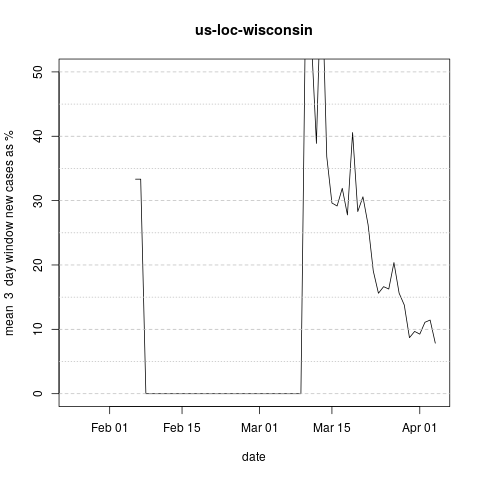 us-loc-wisconsin
mean 3 day window new cases as %
50
40
30
20
10
0
Feb 01 Feb 15 Mar 01 Mar 15 Apr 01
date